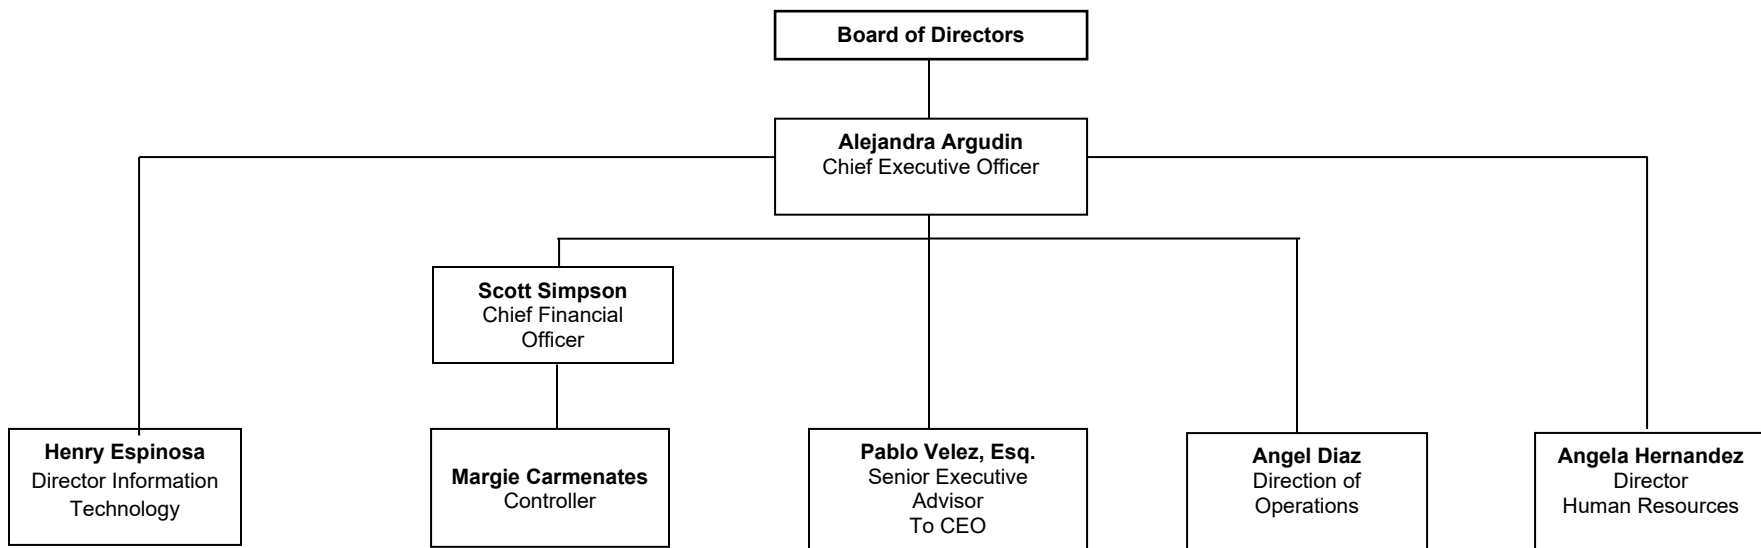 Board of Directors
Alejandra Argudin
Chief Executive Officer
Scott Simpson
Chief Financial
Officer
Henry Espinosa
Director Information
Technology
Margie Carmenates
Controller
Pablo Velez, Esq.
Senior Executive
Advisor
To CEO
Angel Diaz
Direction of
Operations
Angela Hernandez
Director
Human Resources